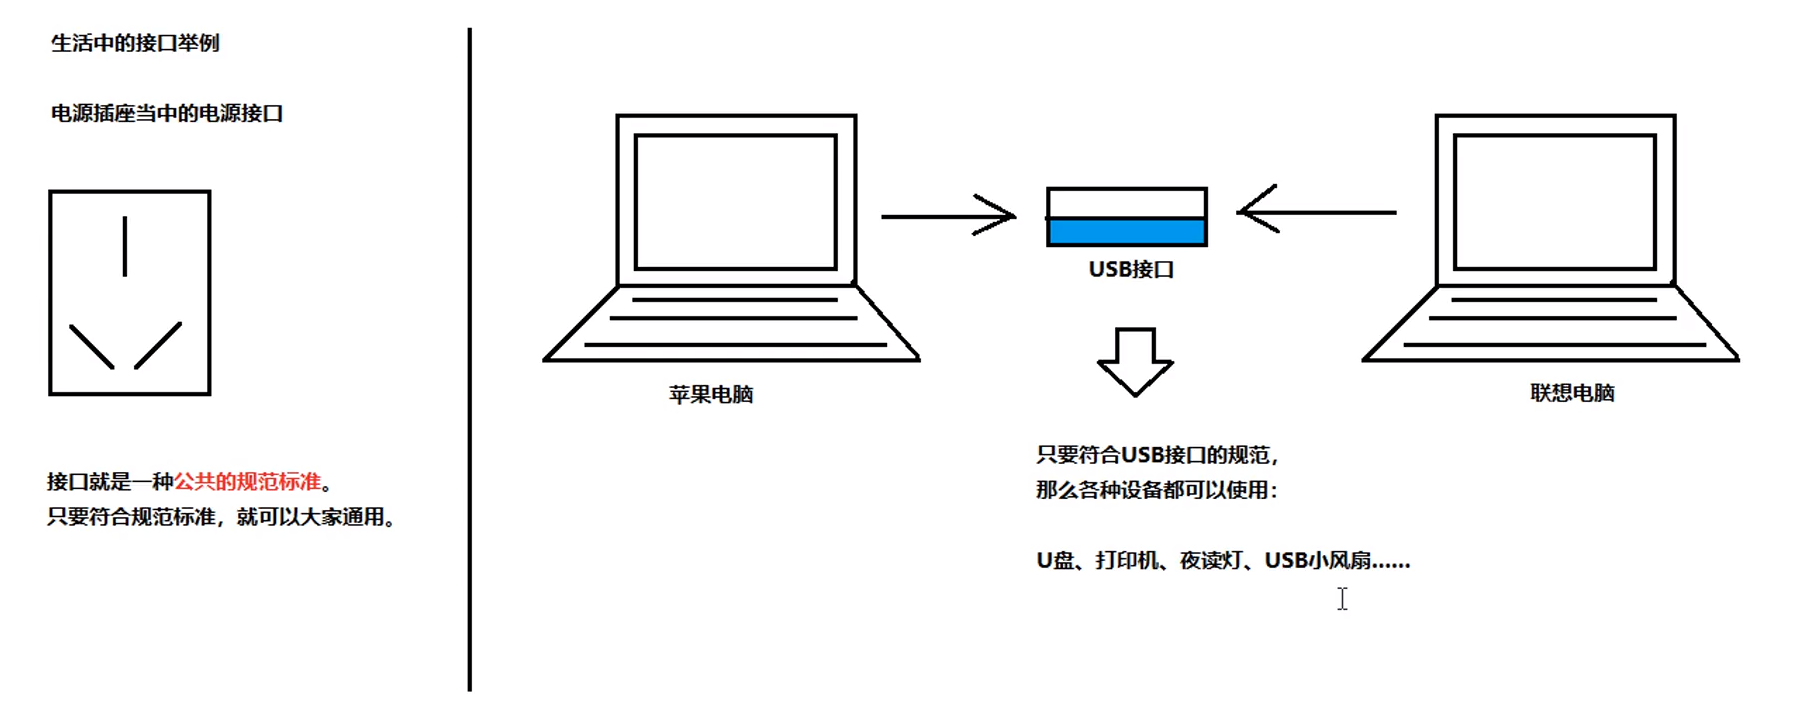 生活中的接口举例
电源插座当中的电源接口
接口就是一种公共的规范标准。
只要符合规范标准，就可以大家通用。
苹果电脑
USB接口
联想电脑
只要符合USB接口的规范，
那么各种设备都可以使用：
U盘、打印机、夜读灯、USB小风扇……